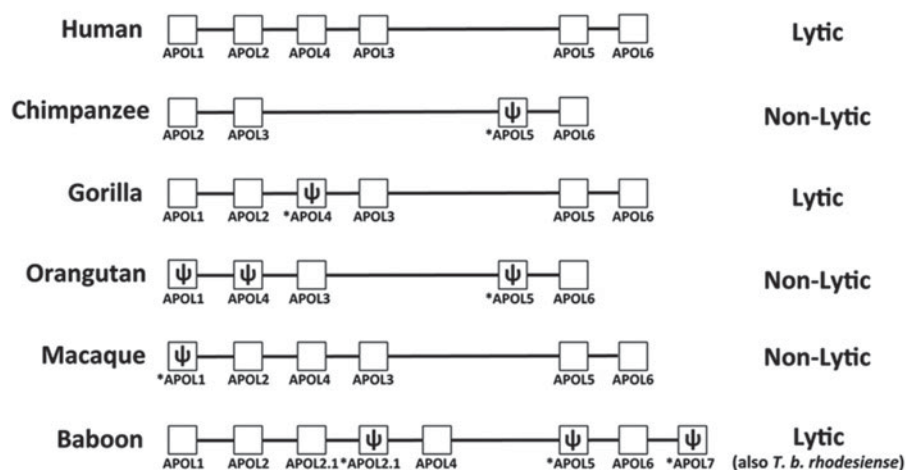 Human Lytic
APOL1 APOL2 APOL4 APOL3 APOL5 APOL6
Chimpanzee ψ Non-Lytic
APOL2 APOL3 *APOL5 APOL6
Gorilla ψ Lytic
APOL1 APOL2 *APOL4 APOL3 APOL5 APOL6
Orangutan ψ ψ ψ Non-Lytic
APOL1 APOL4 APOL3 *APOL5 APOL6
Macaque ψ Non-Lytic
*APOL1 APOL2 APOL4 APOL3 APOL5 APOL6
Baboon ψ ψ ψ Lytic
APOL1 APOL2 APOL2.1 *APOL2.1 APOL4 *APOL5 APOL6 *APOL7 (also T. b. rhodesiense)